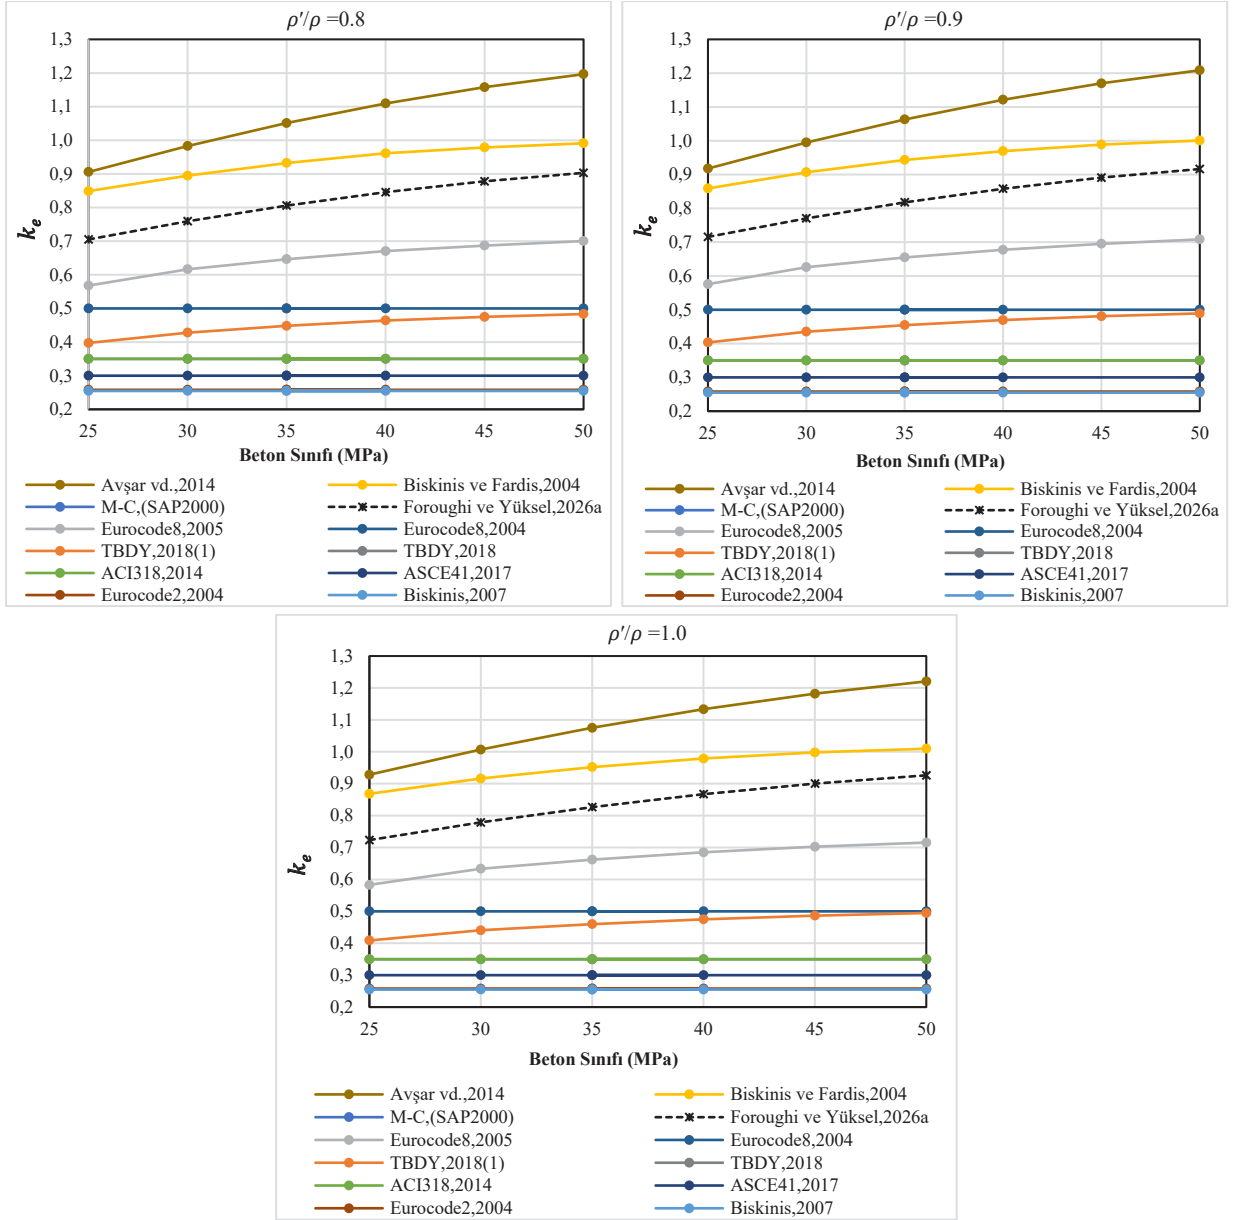 ρ′/ρ =0.8
1,3
1,2
1,1
1,0
0,9
0,8
0,7
0,6
0,5
0,4
0,3
0,2
k_e
25 30 35 40 45 50
Beton Sınıfı (MPa)
Avşar vd.,2014 Biskinis ve Fardis,2004
M-C,(SAP2000) Foroughi ve Yüksel,2026a
Eurocode8,2005 Eurocode8,2004
TBDY,2018(1) TBDY,2018
ACI318,2014 ASCE41,2017
Eurocode2,2004 Biskinis,2007
ρ′/ρ =0.9
1,3
1,2
1,1
1,0
0,9
0,8
0,7
0,6
0,5
0,4
0,3
0,2
k_e
25 30 35 40 45 50
Beton Sınıfı (MPa)
Avşar vd.,2014 Biskinis ve Fardis,2004
M-C,(SAP2000) Foroughi ve Yüksel,2026a
Eurocode8,2005 Eurocode8,2004
TBDY,2018(1) TBDY,2018
ACI318,2014 ASCE41,2017
Eurocode2,2004 Biskinis,2007
ρ′/ρ =1.0
1,3
1,2
1,1
1,0
0,9
0,8
0,7
0,6
0,5
0,4
0,3
0,2
k_e
25 30 35 40 45 50
Beton Sınıfı (MPa)
Avşar vd.,2014 Biskinis ve Fardis,2004
M-C,(SAP2000) Foroughi ve Yüksel,2026a
Eurocode8,2005 Eurocode8,2004
TBDY,2018(1) TBDY,2018
ACI318,2014 ASCE41,2017
Eurocode2,2004 Biskinis,2007